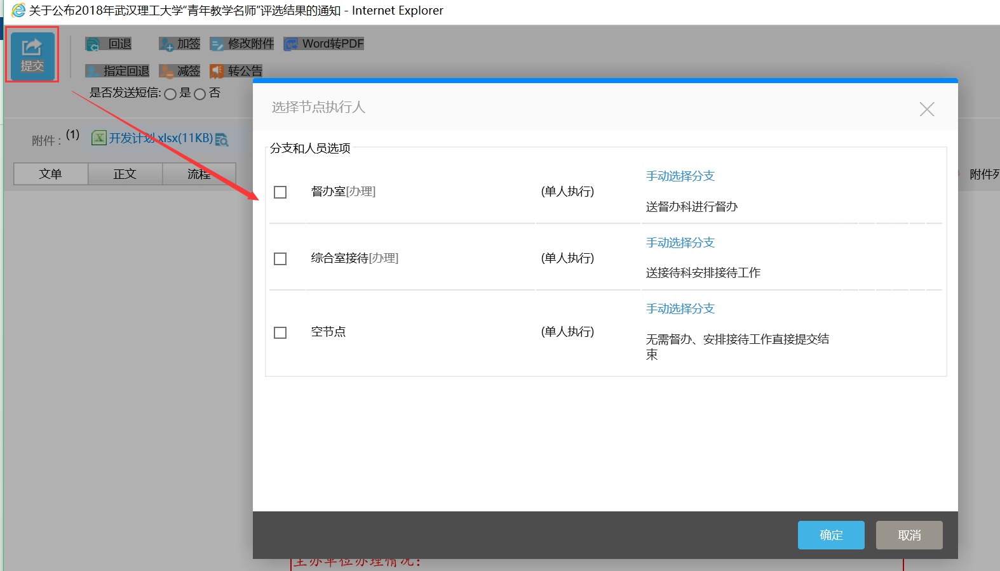 关于公布2018年武汉理工大学“青年教学名师”评选结果的通知 - Internet Explorer
提交
回退 加签 修改附件 Word转PDF
指定回退 减签 转公告
是否发送短信: 是 否
附件： (1) 开发计划.xlsx(11KB)
文单 正文 流程
附件列
选择节点执行人
分支和人员选项
手动选择分支
督办室[办理] (单人执行)
送督办科进行督办
手动选择分支
综合室接待[办理] (单人执行)
送接待科安排接待工作
手动选择分支
空节点 (单人执行)
无需督办、安排接待工作直接提交结
束
确定 取消
主办单位办理情况：